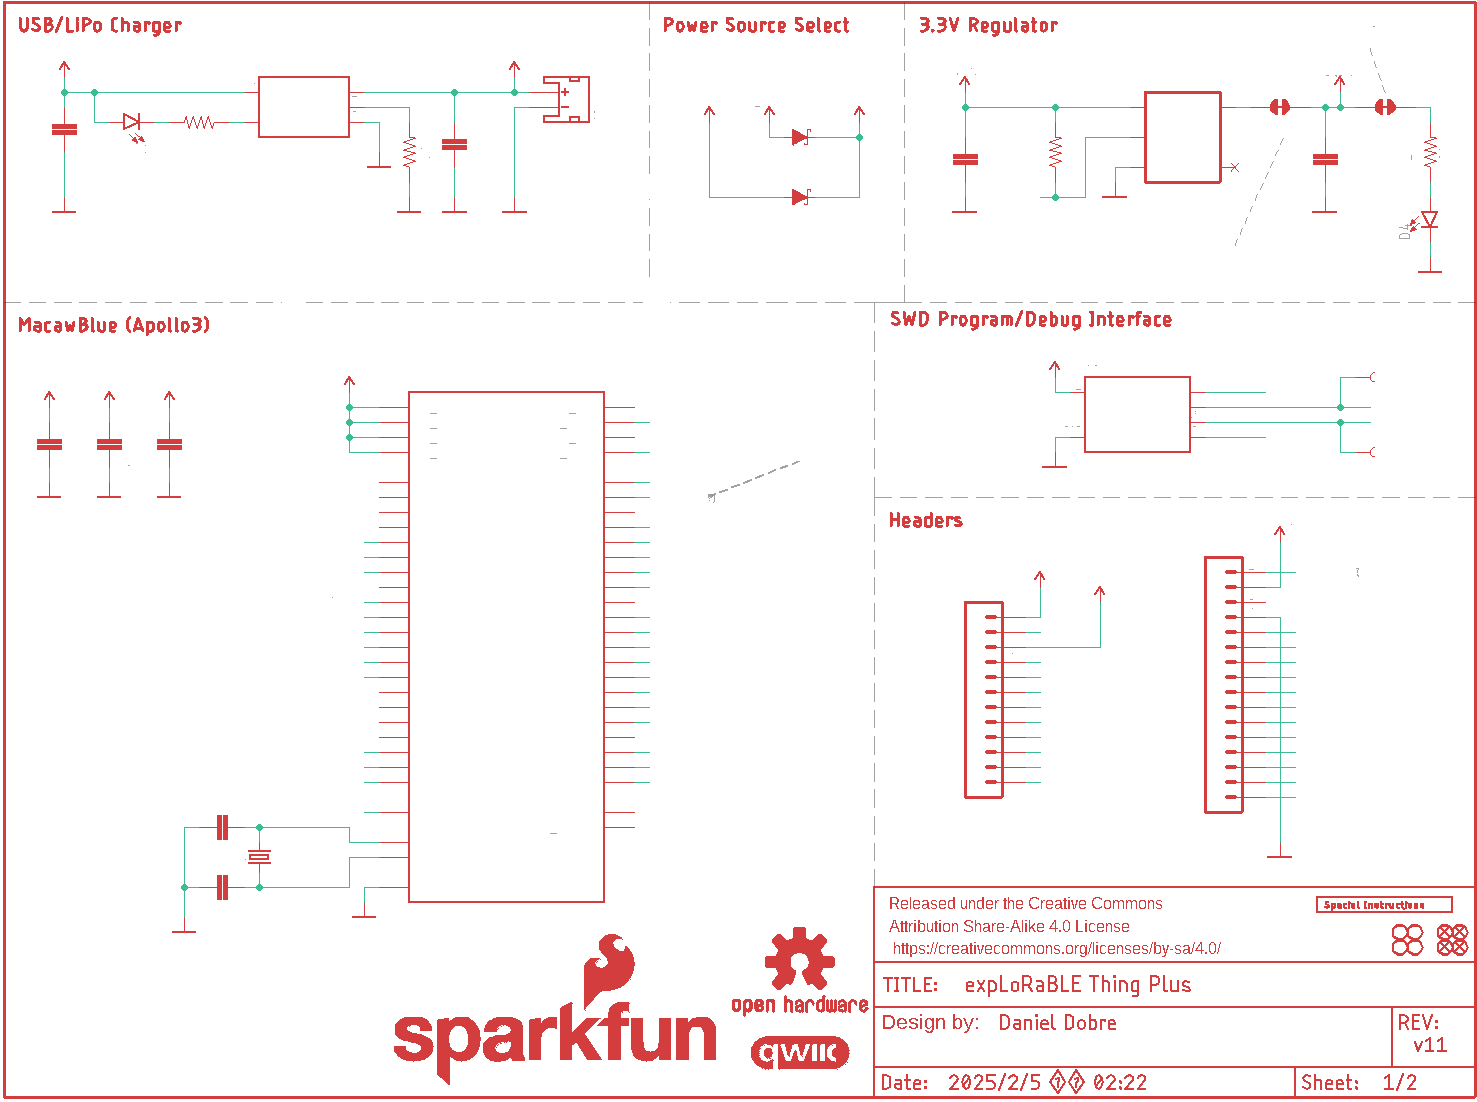 USB/LiPo Charger
Power Source Select
3.3V Regulator
D4
MacawBlue (Apollo3)
SWD Program/Debug Interface
Headers
Released under the Creative Commons
Attribution Share-Alike 4.0 License
https://creativecommons.org/licenses/by-sa/4.0/
Special Instructions
TITLE: expLoRaBLE Thing Plus
Design by: Daniel Dobre
REV:
v11
Date: 2025/2/5 �� 02:22
Sheet: 1/2
sparkfun
open hardware
qwiic